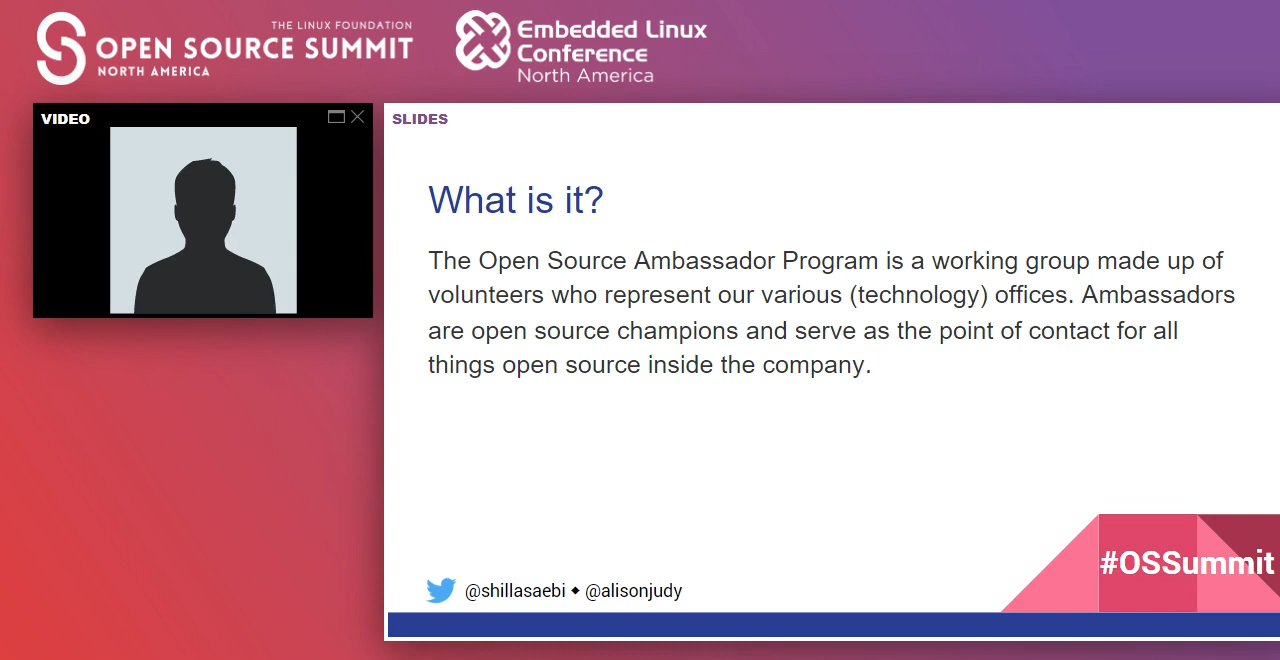 THE LINUX FOUNDATION
OPEN SOURCE SUMMIT
NORTH AMERICA
Embedded Linux
Conference
North America
VIDEO
SLIDES
What is it?
The Open Source Ambassador Program is a working group made up of
volunteers who represent our various (technology) offices. Ambassadors
are open source champions and serve as the point of contact for all
things open source inside the company.
#OSSummit
@shillasaebi ◆ @alisonjudy